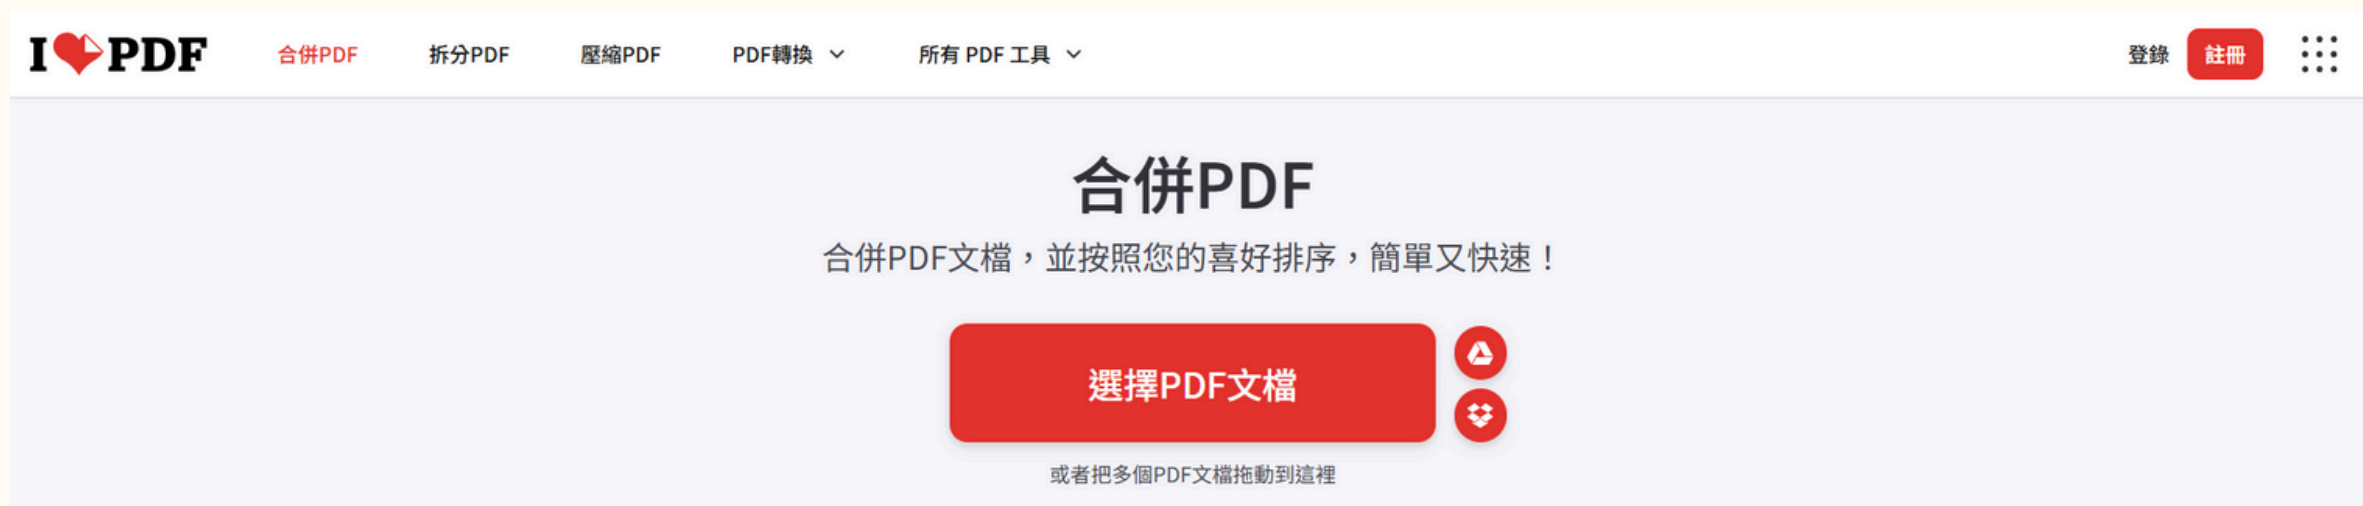 I PDF
合併PDF
拆分PDF
壓縮PDF
PDF轉換
所有 PDF 工具
登錄
註冊
合併PDF
合併PDF文檔，並按照您的喜好排序，簡單又快速！
選擇PDF文檔
或者把多個PDF文檔拖動到這裡